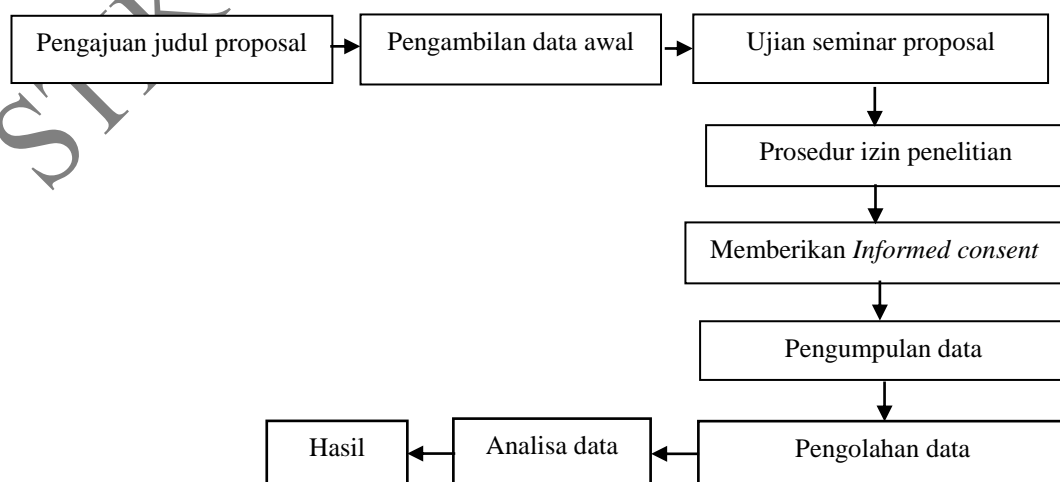 Pengajuan judul proposal
Pengambilan data awal
Ujian seminar proposal
Prosedur izin penelitian
Memberikan Informed consent
Pengumpulan data
Pengolahan data
Analisa data
Hasil